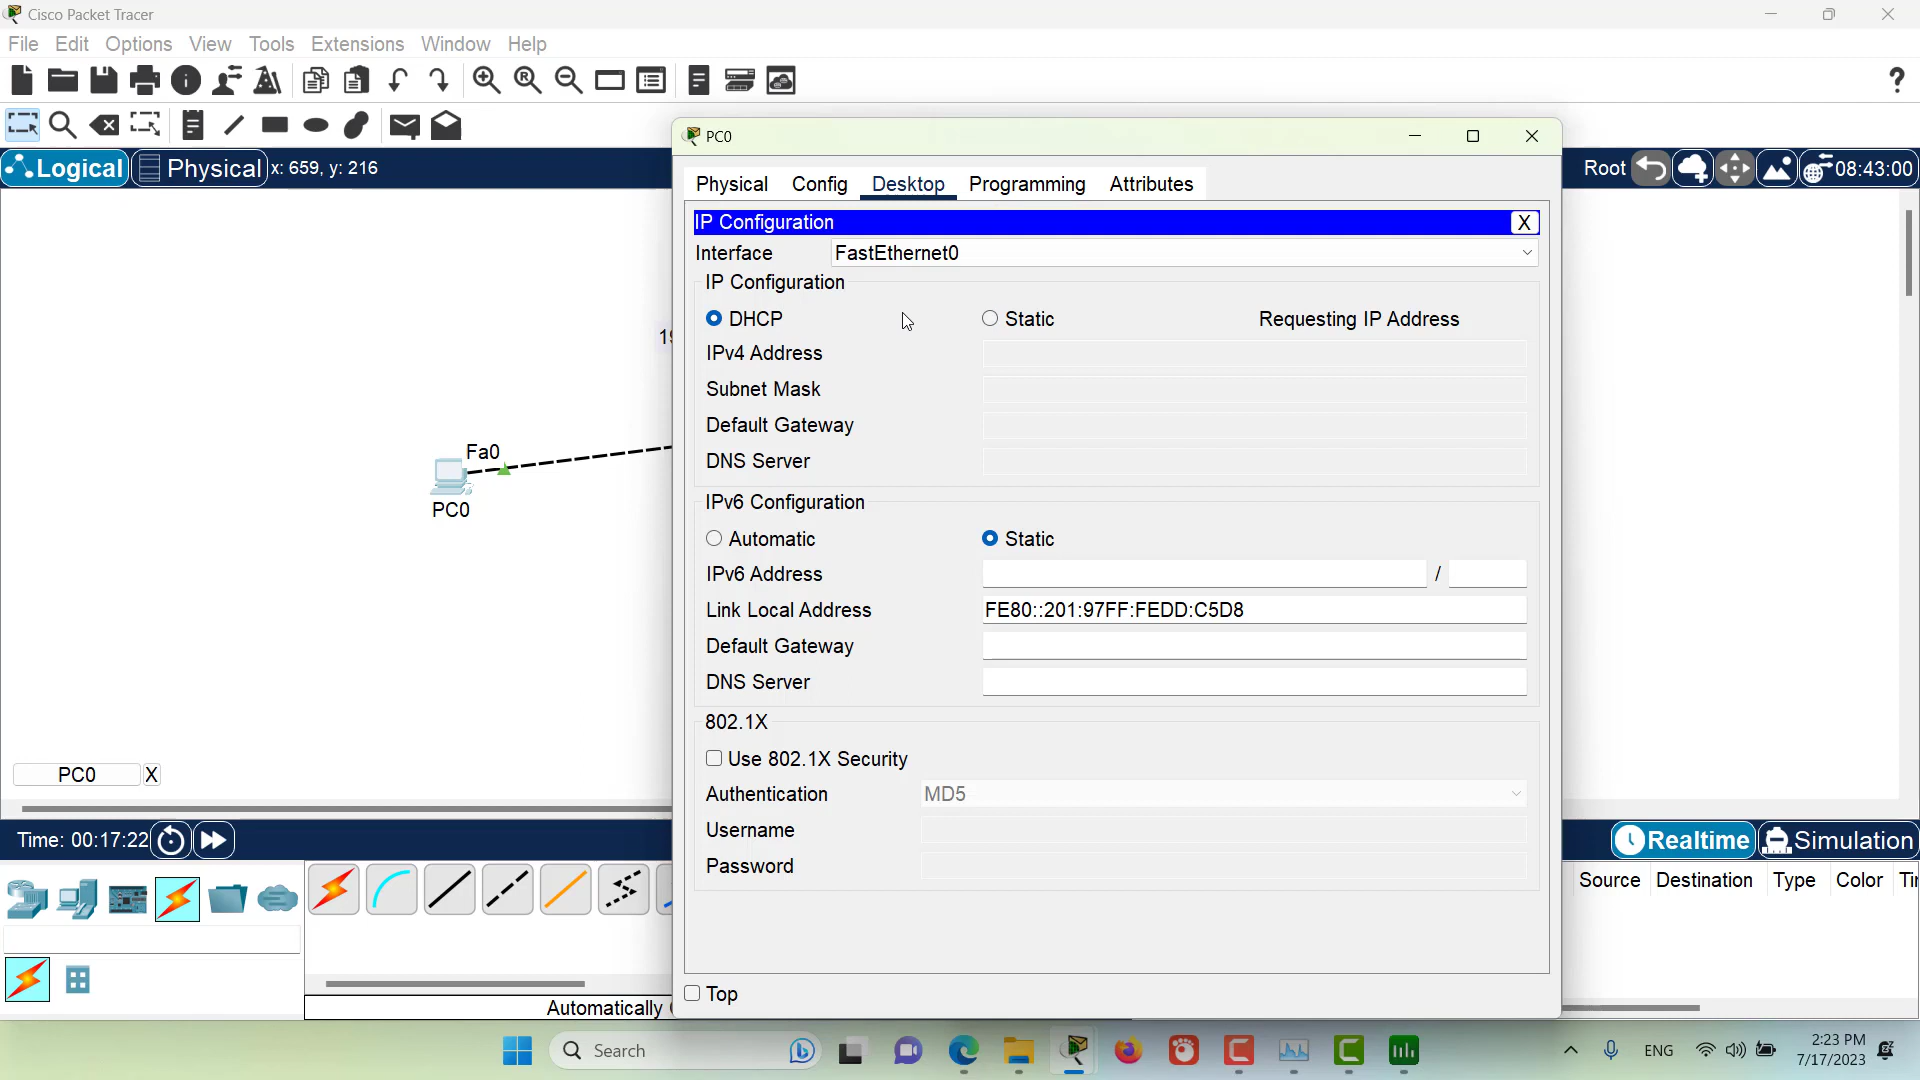 Cisco Packet Tracer
File Edit Options View Tools Extensions Window Help
Logical Physical x: 659, y: 216
Root 08:43:00
PC0
Physical Config Desktop Programming Attributes
IP Configuration X
Interface FastEthernet0
IP Configuration
DHCP Static Requesting IP Address
IPv4 Address
Subnet Mask
Default Gateway
DNS Server
IPv6 Configuration
Automatic Static
IPv6 Address /
Link Local Address FE80::201:97FF:FEDD:C5D8
Default Gateway
DNS Server
802.1X
Use 802.1X Security
Authentication MD5
Username
Password
Top
19
Fa0
PC0
PC0 X
Time: 00:17:22
Realtime Simulation
Source Destination Type Color
Automatically
Search
ENG
2:23 PM
7/17/2023